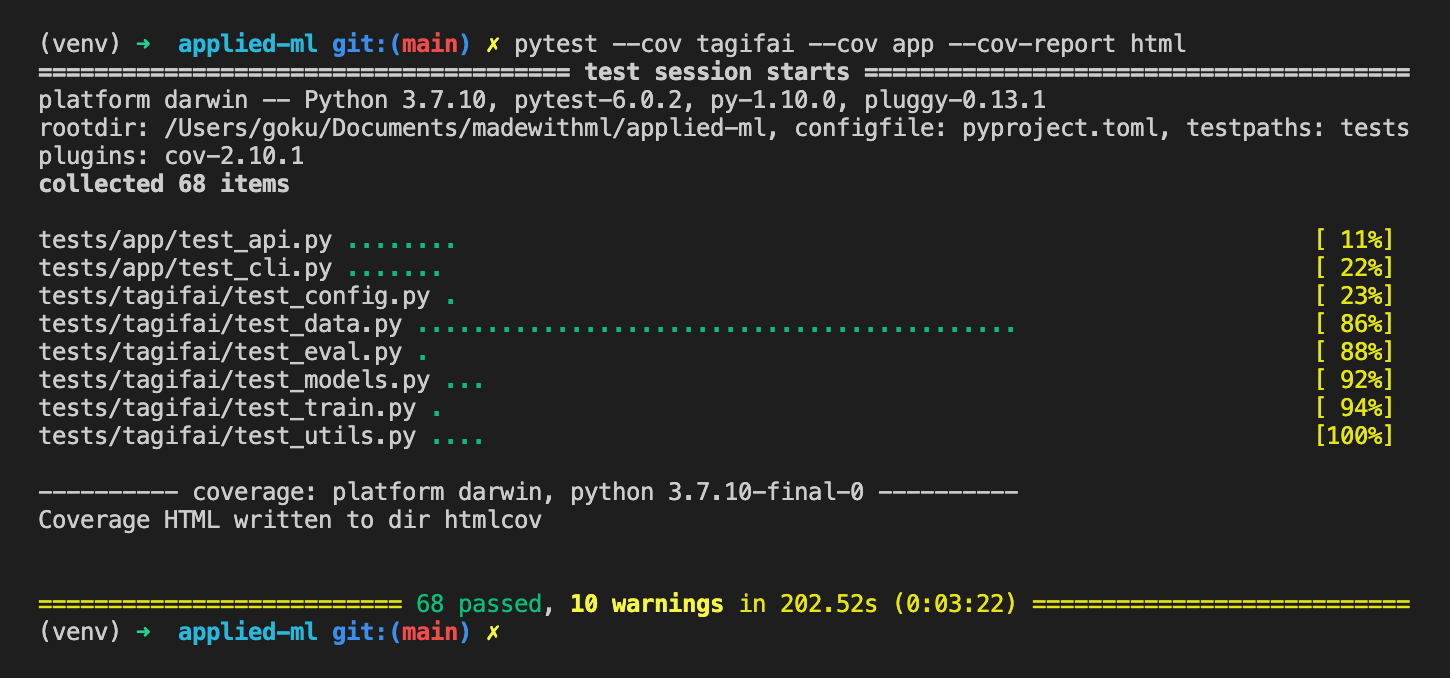 (venv) ➜  applied-ml git:(main) ✗ pytest --cov tagifai --cov app --cov-report html
====================================== test session starts =======================================
platform darwin -- Python 3.7.10, pytest-6.0.2, py-1.10.0, pluggy-0.13.1
rootdir: /Users/goku/Documents/madewithml/applied-ml, configfile: pyproject.toml, testpaths: tests
plugins: cov-2.10.1
collected 68 items
tests/app/test_api.py ........ [ 11%]
tests/app/test_cli.py ....... [ 22%]
tests/tagifai/test_config.py . [ 23%]
tests/tagifai/test_data.py ........................................... [ 86%]
tests/tagifai/test_eval.py . [ 88%]
tests/tagifai/test_models.py ... [ 92%]
tests/tagifai/test_train.py . [ 94%]
tests/tagifai/test_utils.py .... [100%]
---------- coverage: platform darwin, python 3.7.10-final-0 ----------
Coverage HTML written to dir htmlcov
========================== 68 passed, 10 warnings in 202.52s (0:03:22) ===========================
(venv) ➜  applied-ml git:(main) ✗